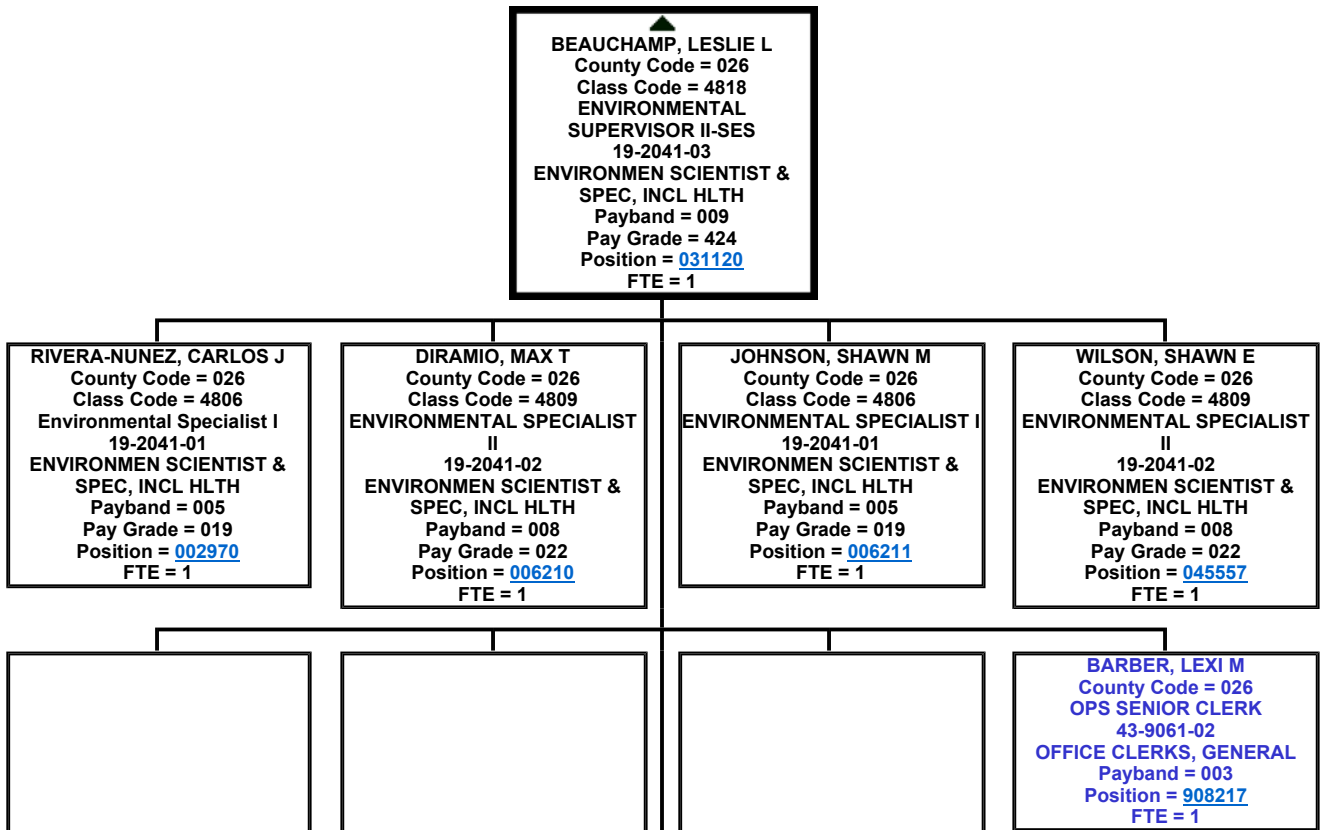 BEAUCHAMP, LESLIE L
County Code = 026
Class Code = 4818
ENVIRONMENTAL
SUPERVISOR II-SES
19-2041-03
ENVIRONMEN SCIENTIST &
SPEC, INCL HLTH
Payband = 009
Pay Grade = 424
Position = 031120
FTE = 1
RIVERA-NUNEZ, CARLOS J
County Code = 026
Class Code = 4806
Environmental Specialist I
19-2041-01
ENVIRONMEN SCIENTIST &
SPEC, INCL HLTH
Payband = 005
Pay Grade = 019
Position = 002970
FTE = 1
DIRAMIO, MAX T
County Code = 026
Class Code = 4809
ENVIRONMENTAL SPECIALIST
II
19-2041-02
ENVIRONMEN SCIENTIST &
SPEC, INCL HLTH
Payband = 008
Pay Grade = 022
Position = 006210
FTE = 1
JOHNSON, SHAWN M
County Code = 026
Class Code = 4806
ENVIRONMENTAL SPECIALIST I
19-2041-01
ENVIRONMEN SCIENTIST &
SPEC, INCL HLTH
Payband = 005
Pay Grade = 019
Position = 006211
FTE = 1
WILSON, SHAWN E
County Code = 026
Class Code = 4809
ENVIRONMENTAL SPECIALIST
II
19-2041-02
ENVIRONMEN SCIENTIST &
SPEC, INCL HLTH
Payband = 008
Pay Grade = 022
Position = 045557
FTE = 1
BARBER, LEXI M
County Code = 026
OPS SENIOR CLERK
43-9061-02
OFFICE CLERKS, GENERAL
Payband = 003
Position = 908217
FTE = 1